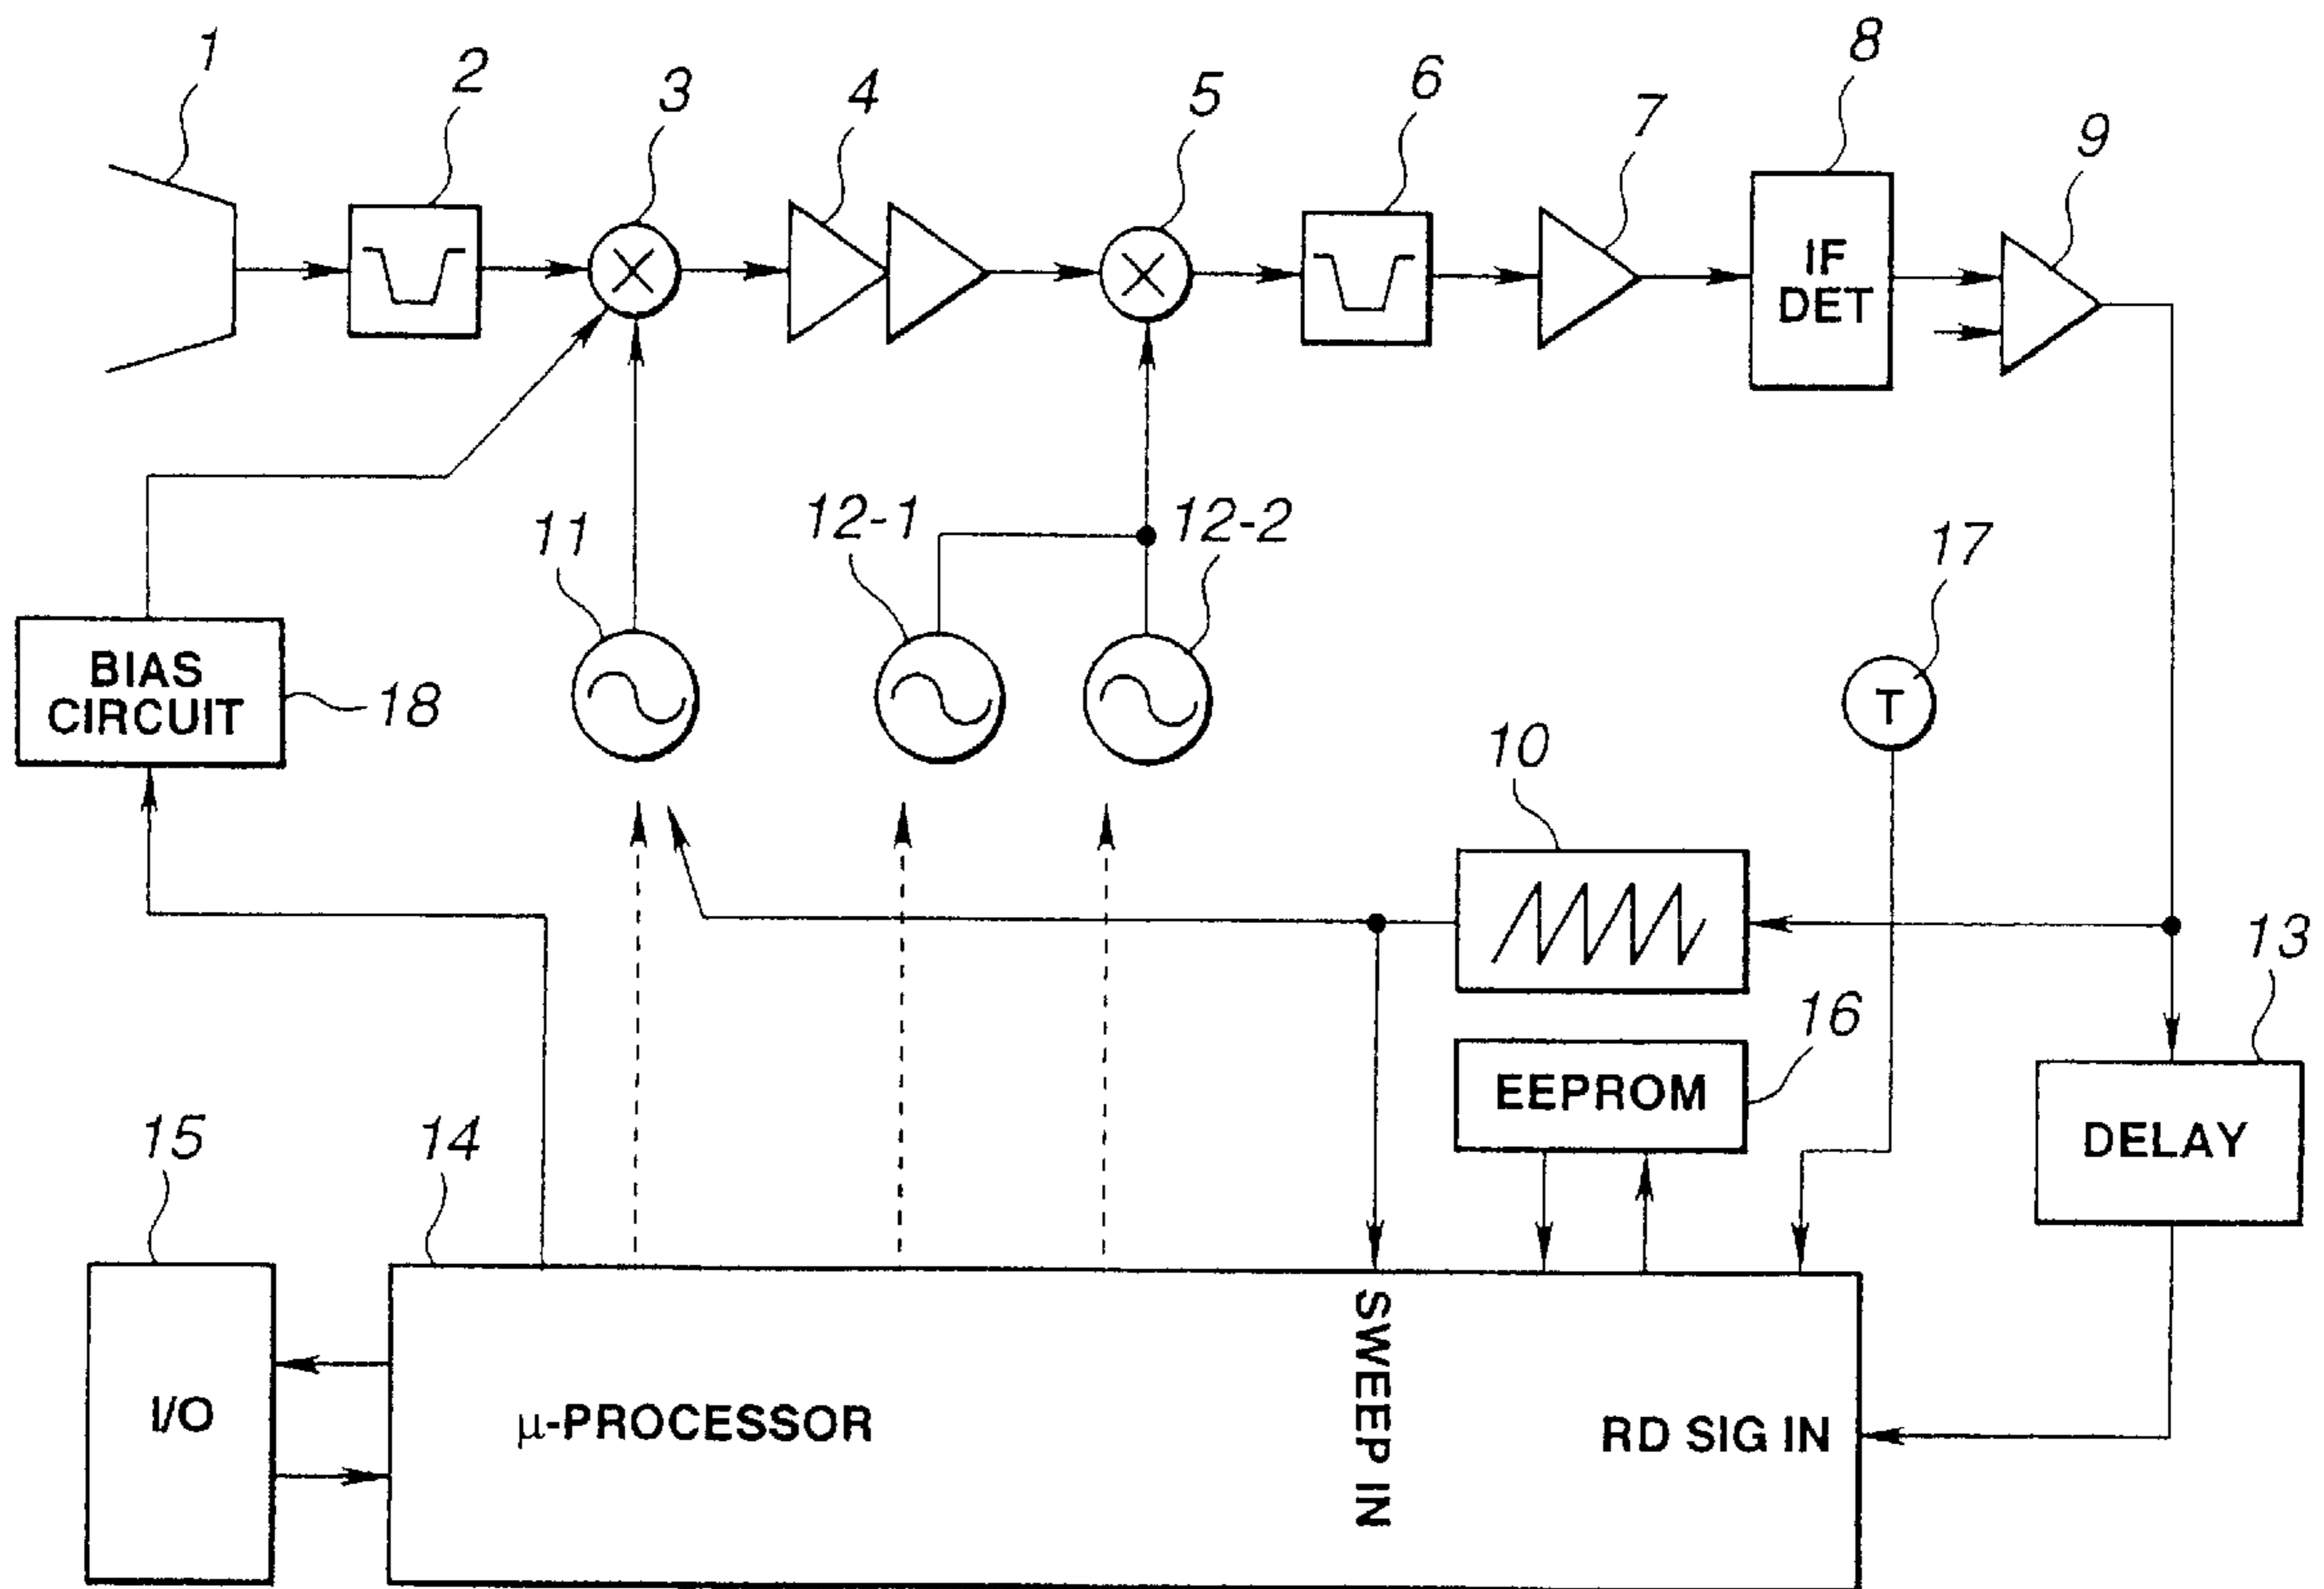 1
2
3
4
5
6
7
8
9
IF
DET
11
12-1
12-2
17
BIAS
CIRCUIT
18
T
10
13
16
EEPROM
DELAY
15
14
I/O
μ-PROCESSOR
SWEEP IN
RD SIG IN